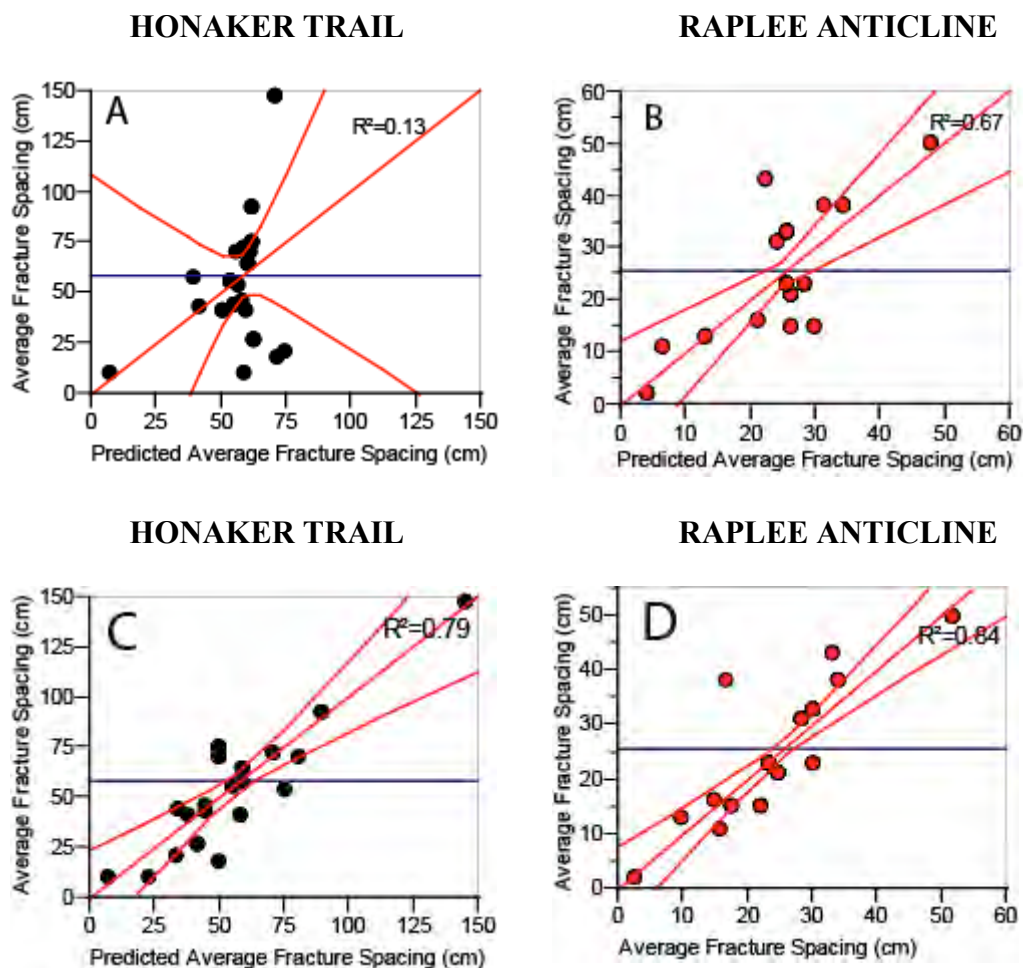 HONAKER TRAIL
RAPLEE ANTICLINE
A
R²=0.13
Average Fracture Spacing (cm)
150
125
100
75
50
25
0
0 25 50 75 100 125 150
Predicted Average Fracture Spacing (cm)
B
R²=0.67
Average Fracture Spacing (cm)
60
50
40
30
20
10
0
0 10 20 30 40 50 60
Predicted Average Fracture Spacing (cm)
HONAKER TRAIL
RAPLEE ANTICLINE
C
R²=0.79
Average Fracture Spacing (cm)
150
125
100
75
50
25
0
0 25 50 75 100 125 150
Predicted Average Fracture Spacing (cm)
D
R²=0.84
Average Fracture Spacing (cm)
50
40
30
20
10
0
0 10 20 30 40 50 60
Average Fracture Spacing (cm)